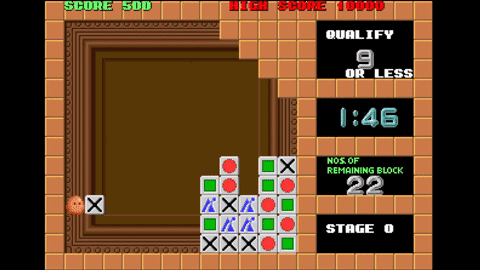 SCORE 500 HIGH SCORE 10000
QUALIFY
9
OR LESS
1:46
NOS.OF
REMAINING BLOCK
22
STAGE 0